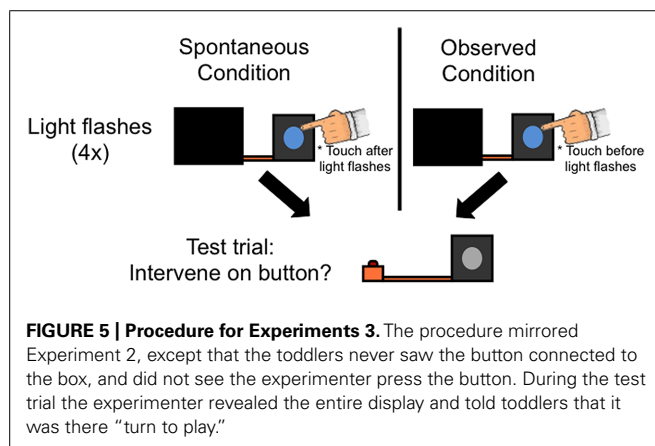 Spontaneous Condition
Observed Condition
Light flashes (4x)
* Touch after light flashes
* Touch before light flashes
Test trial:
Intervene on button?
FIGURE 5 | Procedure for Experiments 3. The procedure mirrored
Experiment 2, except that the toddlers never saw the button connected to
the box, and did not see the experimenter press the button. During the test
trial the experimenter revealed the entire display and told toddlers that it
was there “turn to play.”